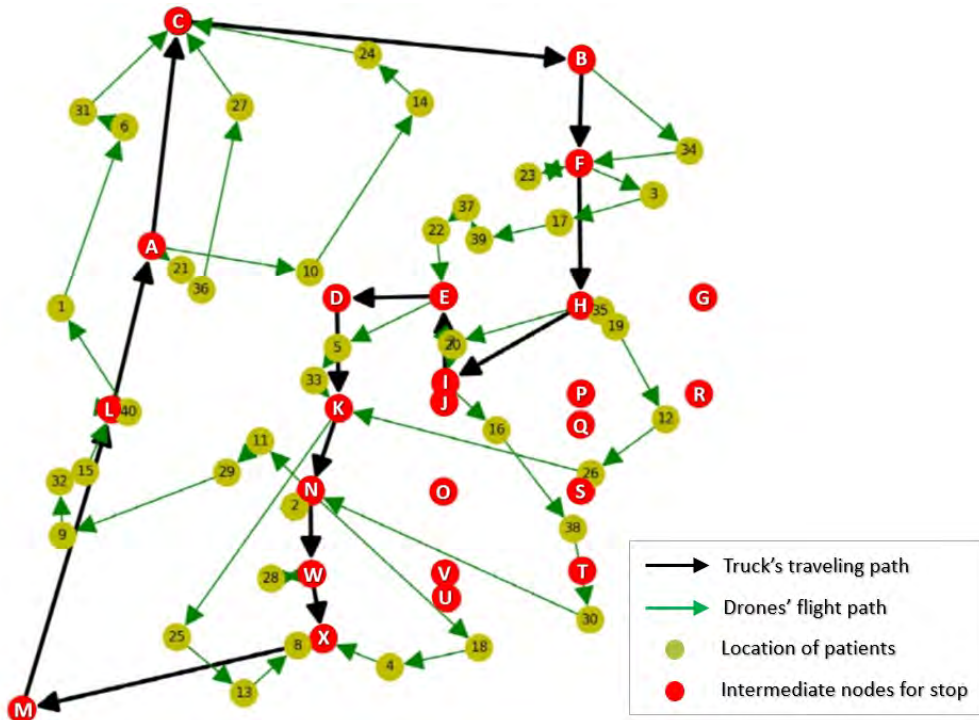 C
24
B
31
6
27
14
34
F
23
3
37
17
22
39
A
21
36
10
D
E
H
35
G
1
19
5
20
33
I
P
R
L
40
K
J
12
16
Q
11
32
15
29
26
N
O
S
2
9
38
28
W
V
T
U
30
25
8
X
18
4
13
M
Truck's traveling path
Drones' flight path
Location of patients
Intermediate nodes for stop